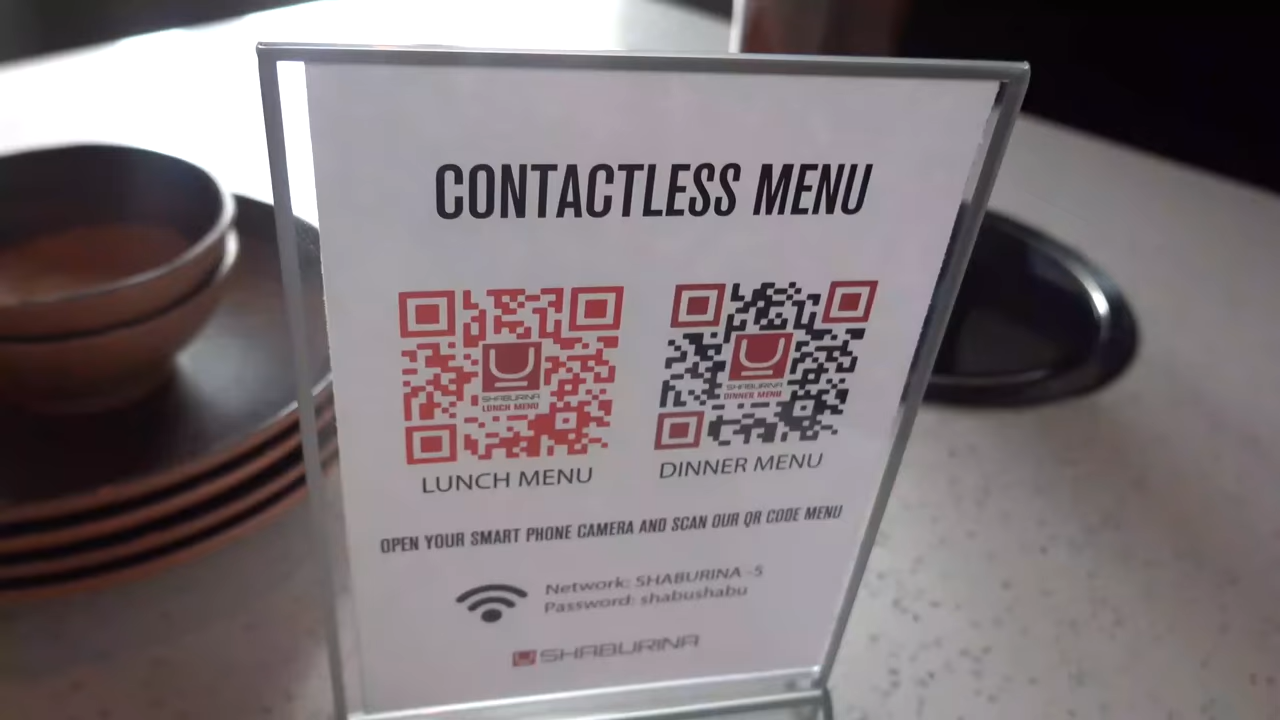 CONTACTLESS MENU
SHABURINA
LUNCH MENU
SHABURINA
DINNER MENU
LUNCH MENU
DINNER MENU
OPEN YOUR SMART PHONE CAMERA AND SCAN OUR QR CODE MENU
Network: SHABURINA -5
Password: shabushabu
SHABURINA